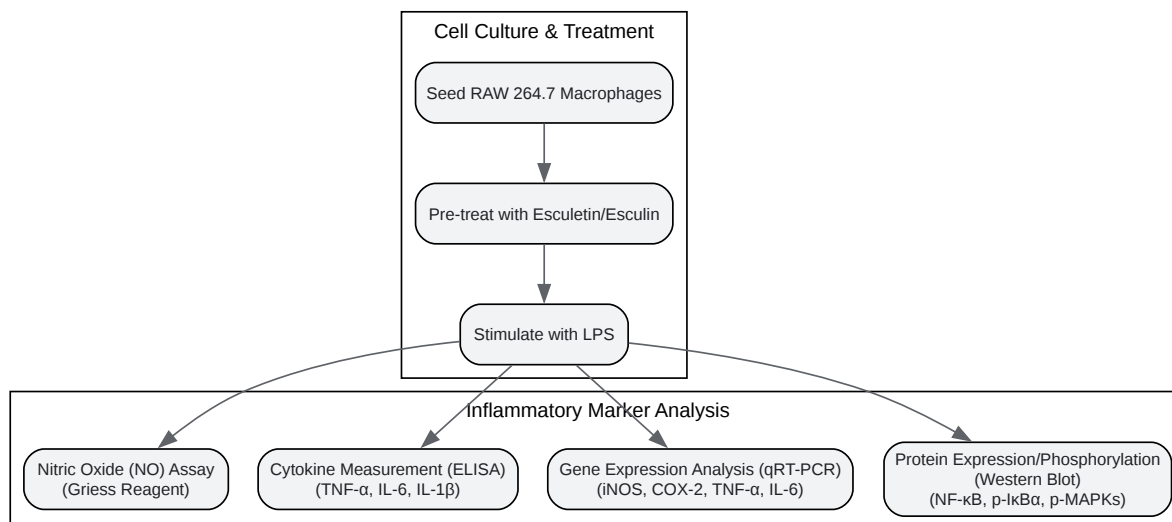 Cell Culture & Treatment
Seed RAW 264.7 Macrophages
Pre-treat with Esculetin/Esculin
Stimulate with LPS
Inflammatory Marker Analysis
Nitric Oxide (NO) Assay
(Griess Reagent)
Cytokine Measurement (ELISA)
(TNF-α, IL-6, IL-1β)
Gene Expression Analysis (qRT-PCR)
(iNOS, COX-2, TNF-α, IL-6)
Protein Expression/Phosphorylation
(Western Blot)
(NF-κB, p-IκBα, p-MAPKs)